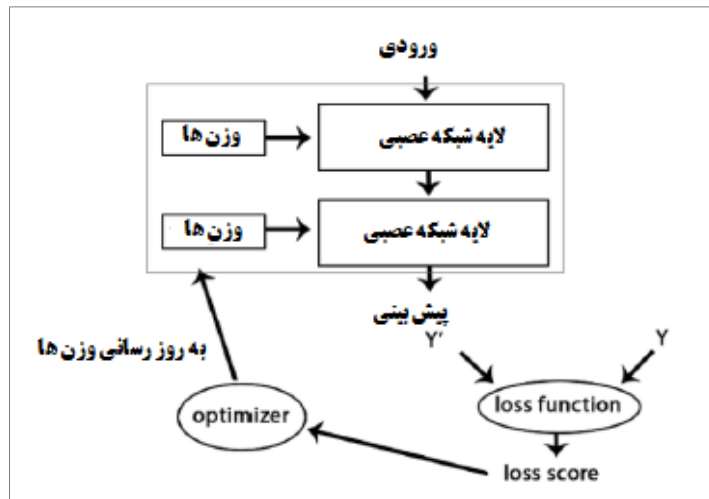 ورودی
وزن ها
لایه شبکه عصبی
وزن ها
لایه شبکه عصبی
پیش بینی
Y'
Y
به روز رسانی وزن ها
optimizer
loss function
loss score